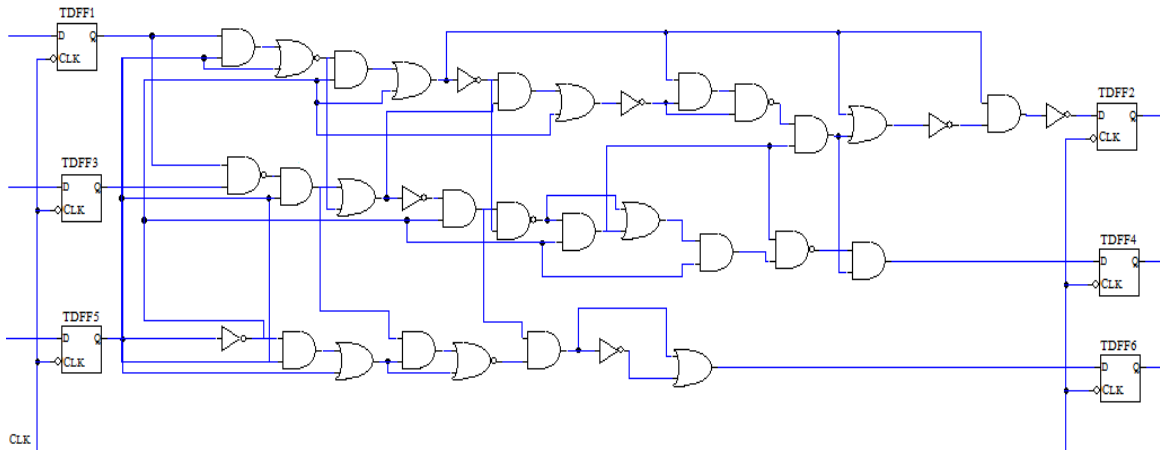 TDFF1
D Q
CLK
TDFF2
D Q
CLK
TDFF3
D Q
CLK
TDFF4
D Q
CLK
TDFF5
D Q
CLK
TDFF6
D Q
CLK
CLK